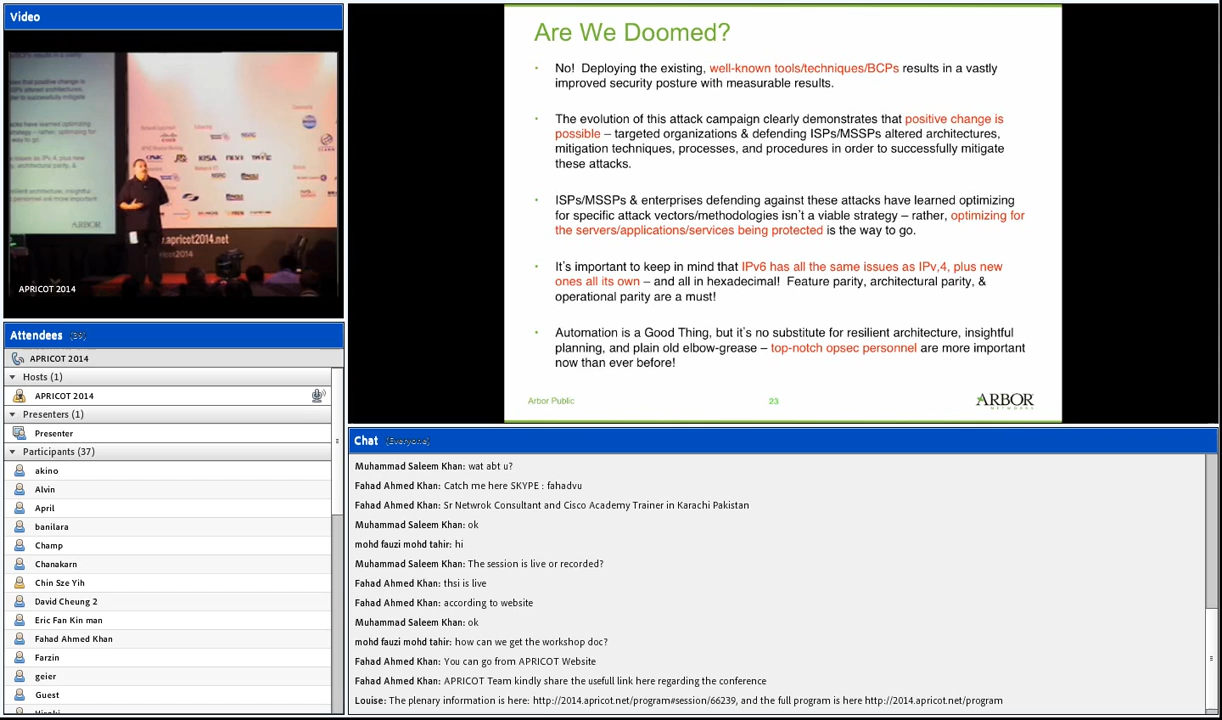 Video
APRICOT 2014
KISA
ARBOR
.apricot2014.net
apricot2014
Attendees (39)
APRICOT 2014
Hosts (1)
APRICOT 2014
Presenters (1)
Presenter
Participants (37)
akino
Alvin
April
banilara
Champ
Chanakarn
Chin Sze Yih
David Cheung 2
Eric Fan Kin man
Fahad Ahmed Khan
Farzin
geier
Guest
Are We Doomed?
• No! Deploying the existing, well-known tools/techniques/BCPs results in a vastly
improved security posture with measurable results.
• The evolution of this attack campaign clearly demonstrates that positive change is
possible – targeted organizations & defending ISPs/MSSPs altered architectures,
mitigation techniques, processes, and procedures in order to successfully mitigate
these attacks.
• ISPs/MSSPs & enterprises defending against these attacks have learned optimizing
for specific attack vectors/methodologies isn't a viable strategy – rather, optimizing for
the servers/applications/services being protected is the way to go.
• It's important to keep in mind that IPv6 has all the same issues as IPv,4, plus new
ones all its own – and all in hexadecimal! Feature parity, architectural parity, &
operational parity are a must!
• Automation is a Good Thing, but it's no substitute for resilient architecture, insightful
planning, and plain old elbow-grease – top-notch opsec personnel are more important
now than ever before!
Arbor Public
23
ARBOR
NETWORKS
Chat (Everyone)
Muhammad Saleem Khan: wat abt u?
Fahad Ahmed Khan: Catch me here SKYPE : fahadvu
Fahad Ahmed Khan: Sr Netwrok Consultant and Cisco Academy Trainer in Karachi Pakistan
Muhammad Saleem Khan: ok
mohd fauzi mohd tahir: hi
Muhammad Saleem Khan: The session is live or recorded?
Fahad Ahmed Khan: thsi is live
Fahad Ahmed Khan: according to website
Muhammad Saleem Khan: ok
mohd fauzi mohd tahir: how can we get the workshop doc?
Fahad Ahmed Khan: You can go from APRICOT Website
Fahad Ahmed Khan: APRICOT Team kindly share the usefull link here regarding the conference
Louise: The plenary information is here: http://2014.apricot.net/program#session/66239, and the full program is here http://2014.apricot.net/program